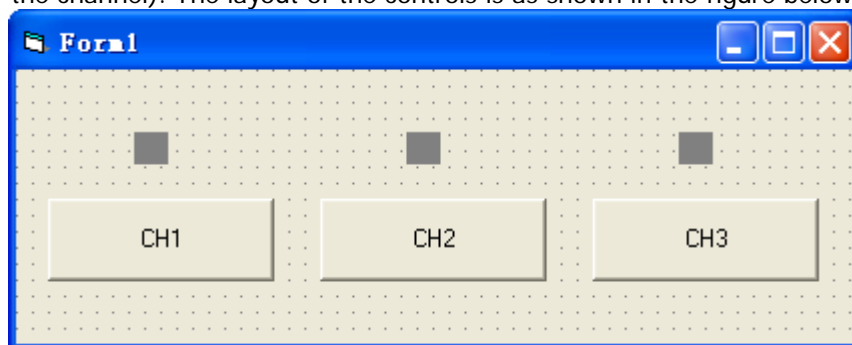 the channel). The layout of the controls is as shown in the figure below
Form1
CH1 CH2 CH3